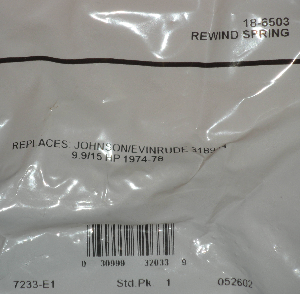 18-6503
REWIND SPRING
REPLACES JOHNSON/EVINRUDE
9.9/15 HP 1974-78
0 30999 32033 9
7233-E1 Std.Pk 1 052602